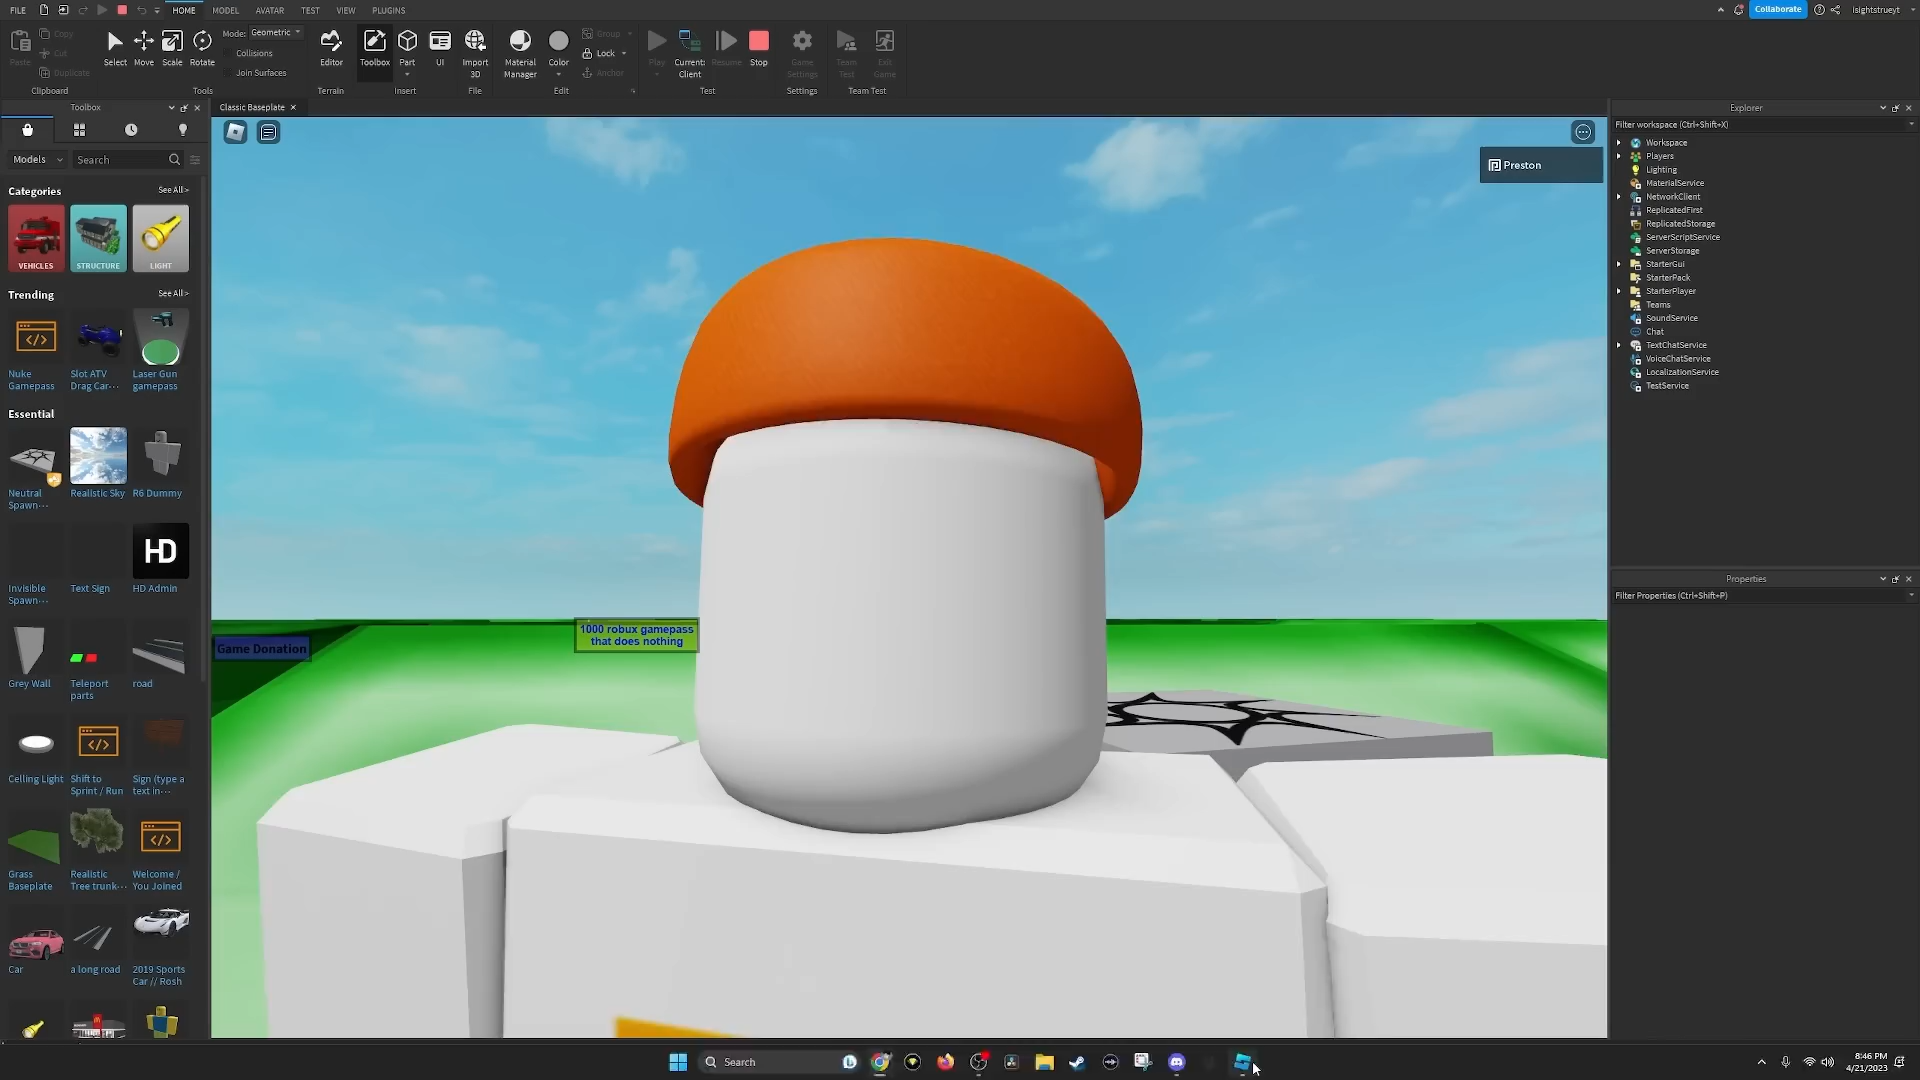 FILE
HOME
MODEL
AVATAR
TEST
VIEW
PLUGINS
Collaborate
isightstrueyt
Paste
Copy
Cut
Duplicate
Clipboard
Select
Move
Scale
Rotate
Mode: Geometric
Collisions
Join Surfaces
Tools
Editor
Terrain
Toolbox
Part
UI
Insert
Import
3D
File
Material
Manager
Color
Group
Lock
Anchor
Edit
Play
Current:
Client
Resume
Stop
Test
Game
Settings
Settings
Team
Test
Exit
Game
Team Test
Toolbox
Classic Baseplate
Models
Search
Categories
See All>
VEHICLES
STRUCTURE
LIGHT
Trending
See All>
Nuke
Gamepass
Slot ATV
Drag Car...
Laser Gun
gamepass
Essential
Neutral
Spawn...
Realistic Sky
R6 Dummy
HD
Invisible
Spawn...
Text Sign
HD Admin
Grey Wall
Teleport
parts
road
Celling Light
Shift to
Sprint / Run
Sign (type a
text in...
Grass
Baseplate
Realistic
Tree trunk...
Welcome /
You Joined
Car
a long road
2019 Sports
Car // Rosh
Preston
Game Donation
1000 robux gamepass
that does nothing
Explorer
Filter workspace (Ctrl+Shift+X)
Workspace
Players
Lighting
MaterialService
NetworkClient
ReplicatedFirst
ReplicatedStorage
ServerScriptService
ServerStorage
StarterGui
StarterPack
StarterPlayer
Teams
SoundService
Chat
TextChatService
VoiceChatService
LocalizationService
TestService
Properties
Filter Properties (Ctrl+Shift+P)
Search
8:46 PM
4/21/2023